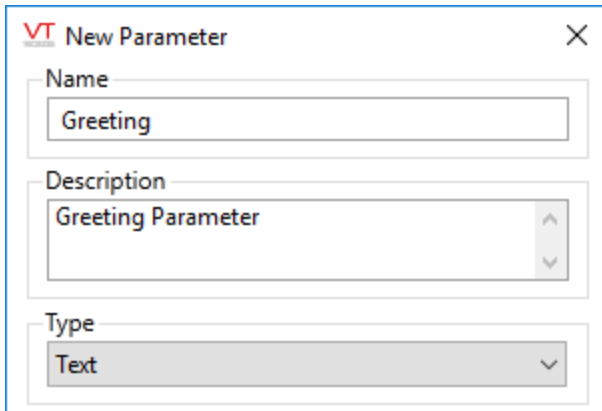 VT New Parameter
Name
Greeting
Description
Greeting Parameter
Type
Text